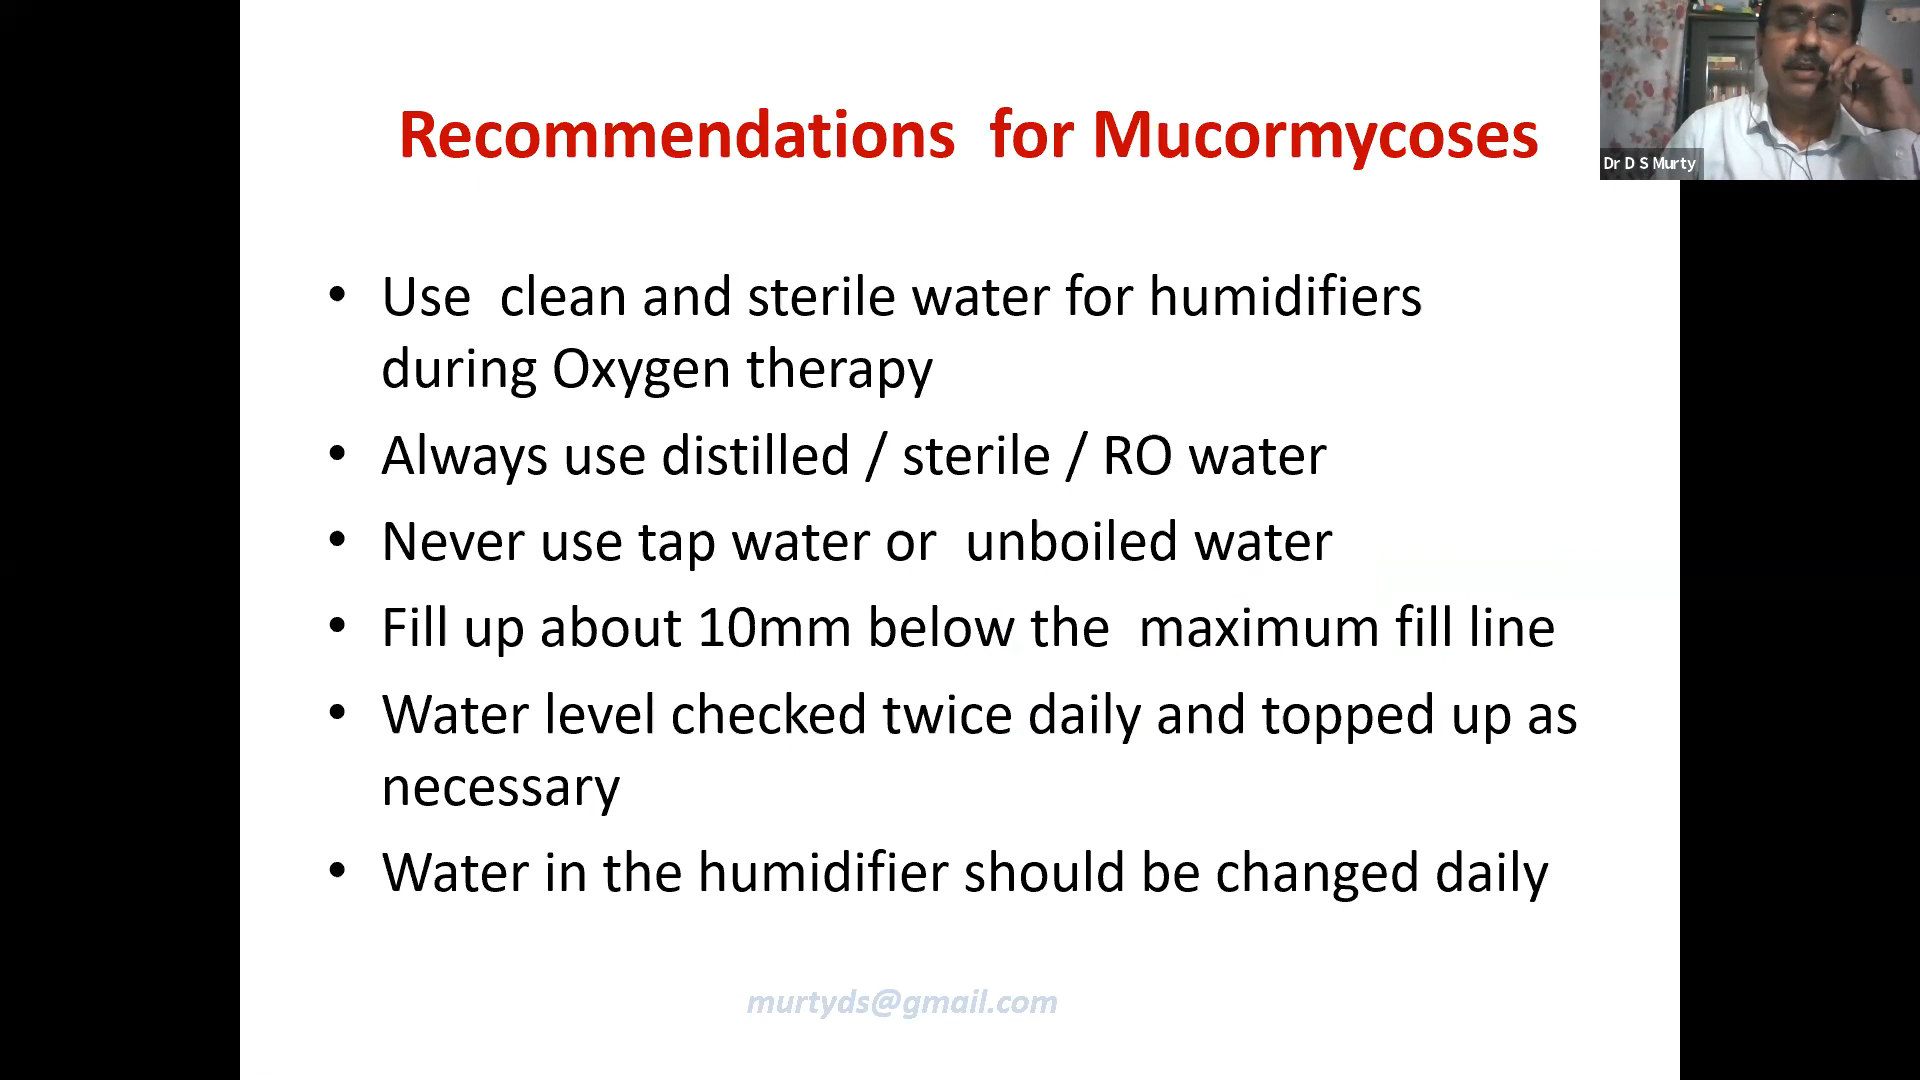 Recommendations  for Mucormycoses
Dr D S Murty
• Use  clean and sterile water for humidifiers
during Oxygen therapy
• Always use distilled / sterile / RO water
• Never use tap water or  unboiled water
• Fill up about 10mm below the  maximum fill line
• Water level checked twice daily and topped up as
necessary
• Water in the humidifier should be changed daily
murtyds@gmail.com